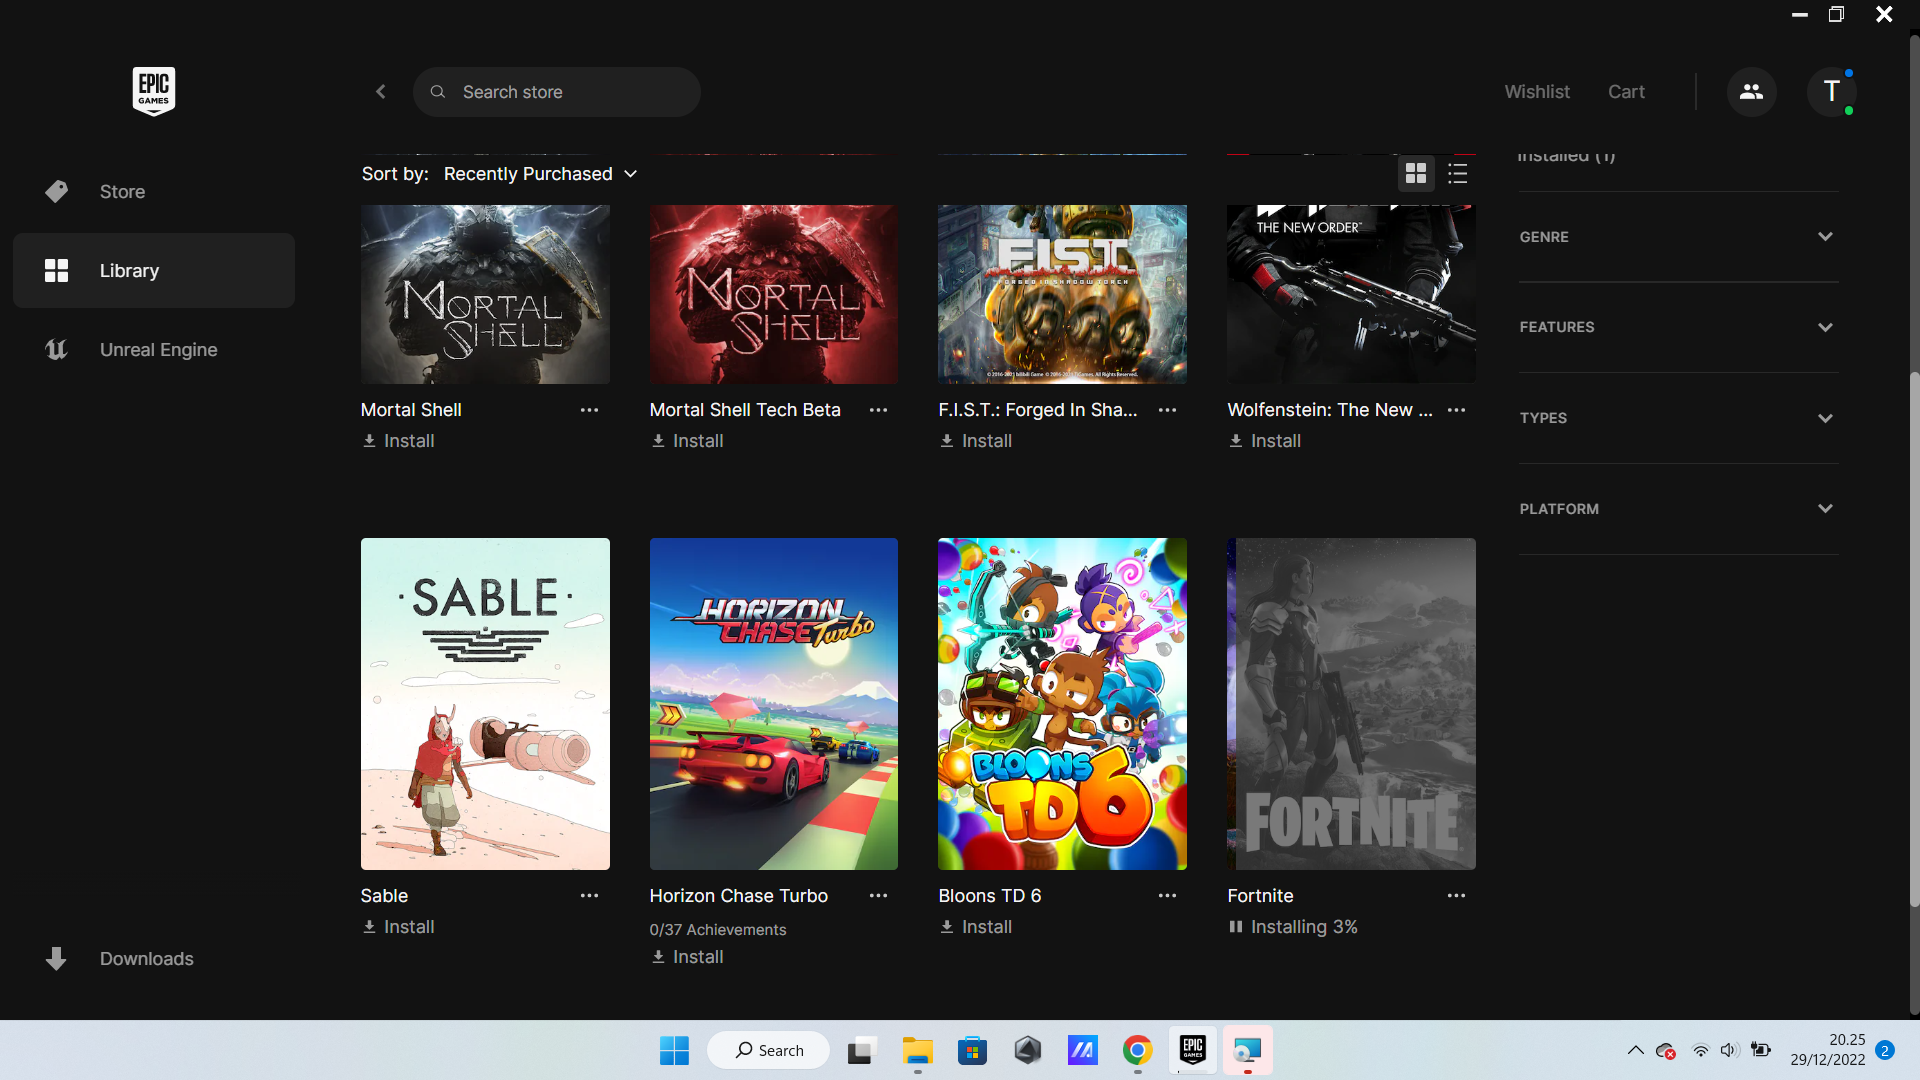 EPIC
GAMES
Search store
Wishlist
Cart
T
Store
Library
Unreal Engine
Downloads
Sort by: Recently Purchased
Installed (1)
MORTAL
SHELL
MORTAL
SHELL
F.I.S.T.
FORGED IN SHADOW TORCH
THE NEW ORDER™
Mortal Shell
Install
Mortal Shell Tech Beta
Install
F.I.S.T.: Forged In Sha...
Install
Wolfenstein: The New ...
Install
GENRE
FEATURES
TYPES
PLATFORM
· SABLE ·
HORIZON
CHASE Turbo
BLOONS
TD6
FORTNITE
Sable
Install
Horizon Chase Turbo
0/37 Achievements
Install
Bloons TD 6
Install
Fortnite
Installing 3%
Search
EPIC
GAMES
20.25
29/12/2022
2